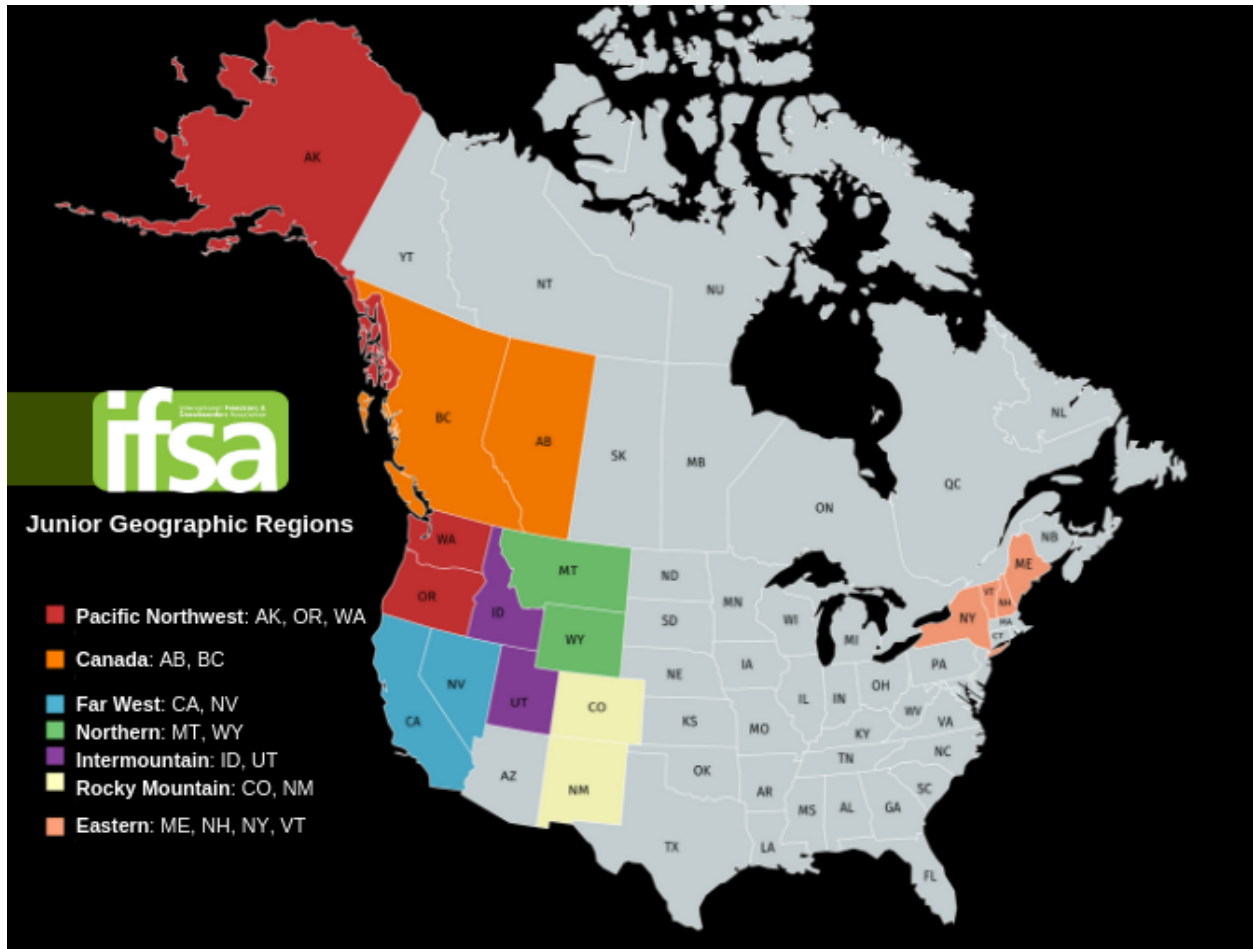 AK
YT
NT
NU
BC
AB
SK
MB
ON
QC
NL
NB
International Freeskiers &
Snowboarders Association
ifsa
Junior Geographic Regions
Pacific Northwest: AK, OR, WA
Canada: AB, BC
Far West: CA, NV
Northern: MT, WY
Intermountain: ID, UT
Rocky Mountain: CO, NM
Eastern: ME, NH, NY, VT
WA
MT
ND
MN
OR
ID
SD
WI
MI
ME
VT
NH
NY
MA
CT
WY
NE
IA
PA
NV
UT
CO
KS
MO
IL
IN
OH
WV
VA
KY
CA
AZ
NM
OK
AR
TN
NC
SC
MS
AL
GA
TX
LA
FL